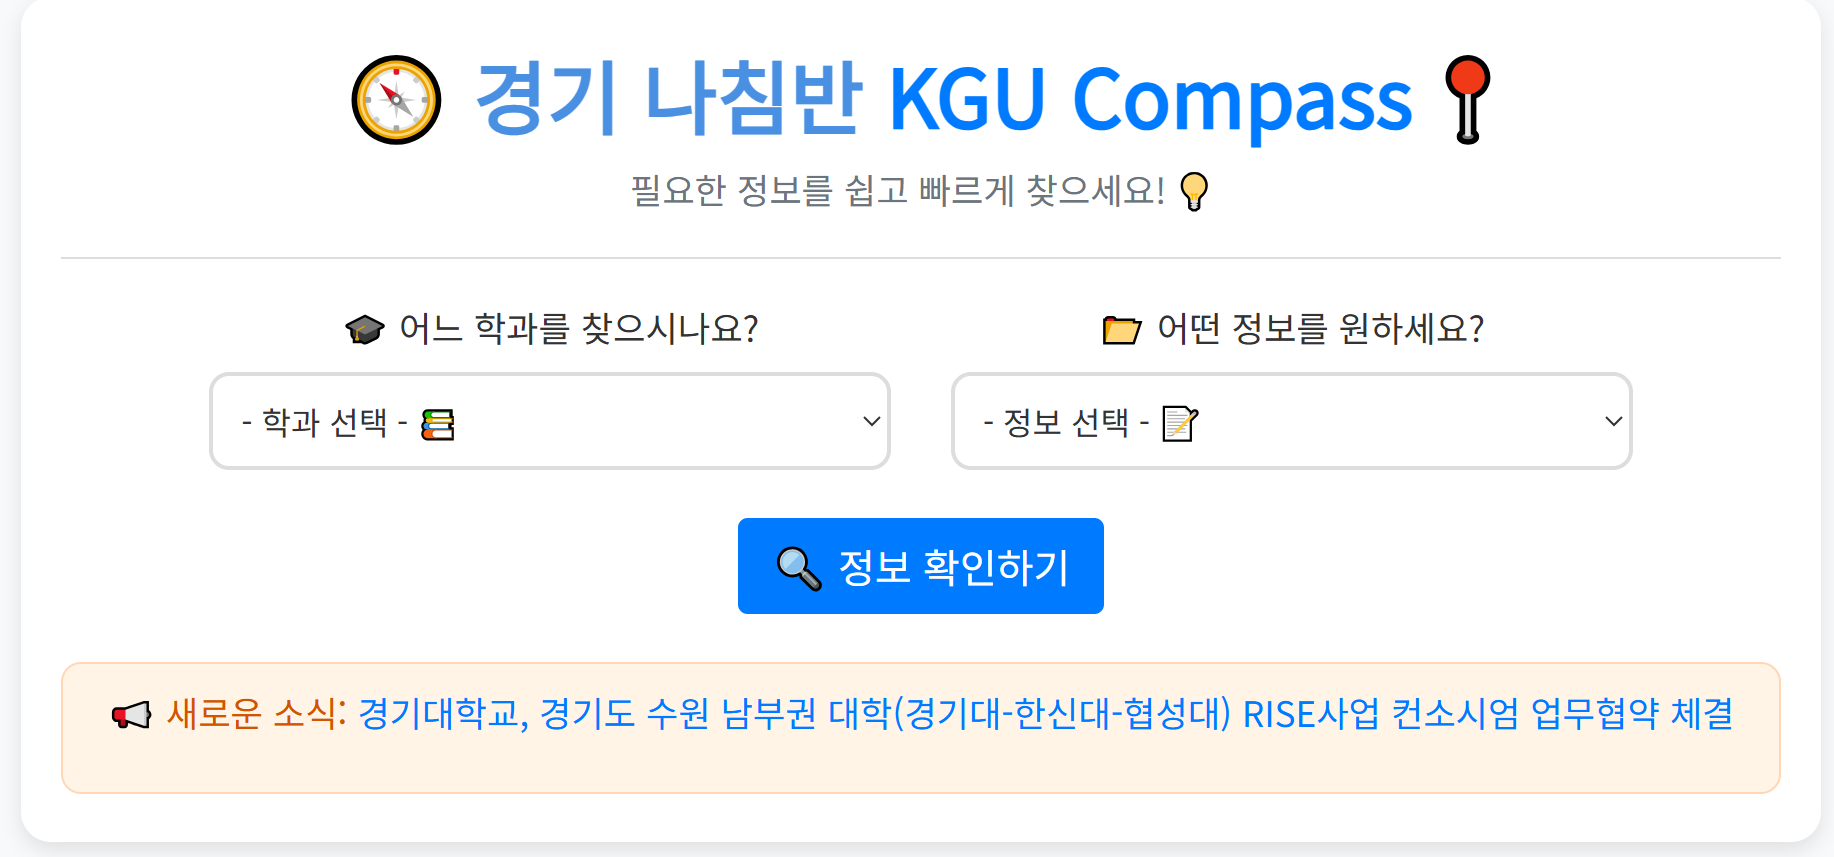 경기 나침반 KGU Compass
필요한 정보를 쉽고 빠르게 찾으세요!
어느 학과를 찾으시나요?
- 학과 선택 -
어떤 정보를 원하세요?
- 정보 선택 -
정보 확인하기
새로운 소식: 경기대학교, 경기도 수원 남부권 대학(경기대-한신대-협성대) RISE사업 컨소시엄 업무협약 체결